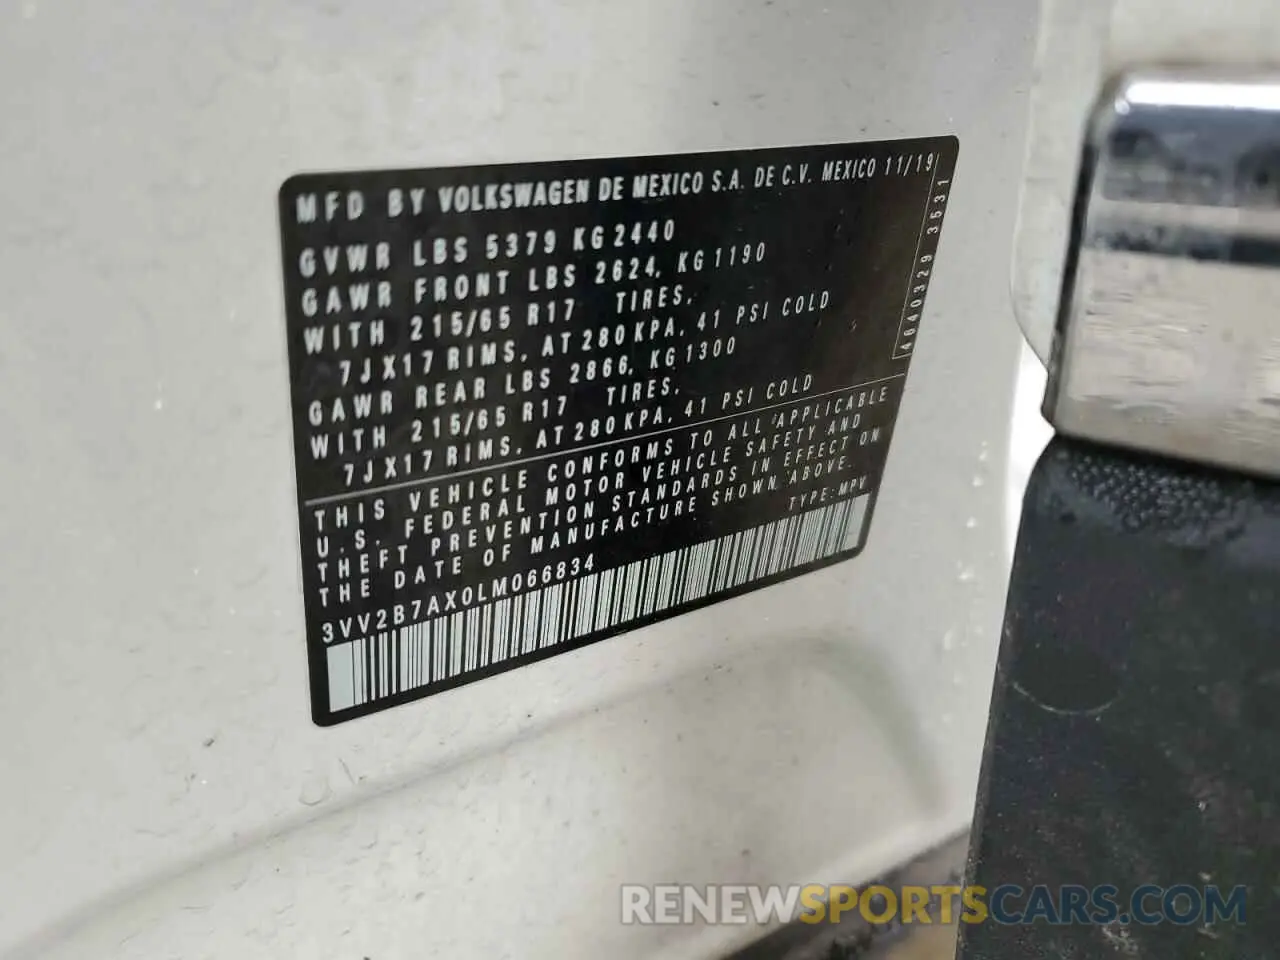 MFD BY VOLKSWAGEN DE MEXICO S.A. DE C.V. MEXICO 11/19
GVWR LBS 5379 KG 2440
GAWR FRONT LBS 2624, KG 1190
WITH 215/65 R17 TIRES,
7JX17 RIMS, AT 280 KPA, 41 PSI COLD
GAWR REAR LBS 2866, KG 1300
WITH 215/65 R17 TIRES,
7JX17 RIMS, AT 280 KPA, 41 PSI COLD
4640329 3531
THIS VEHICLE CONFORMS TO ALL APPLICABLE
U.S. FEDERAL MOTOR VEHICLE SAFETY AND
THEFT PREVENTION STANDARDS IN EFFECT ON
THE DATE OF MANUFACTURE SHOWN ABOVE.
TYPE: MPV
3VV2B7AX0LM066834
RENEWSPORTSCARS.COM